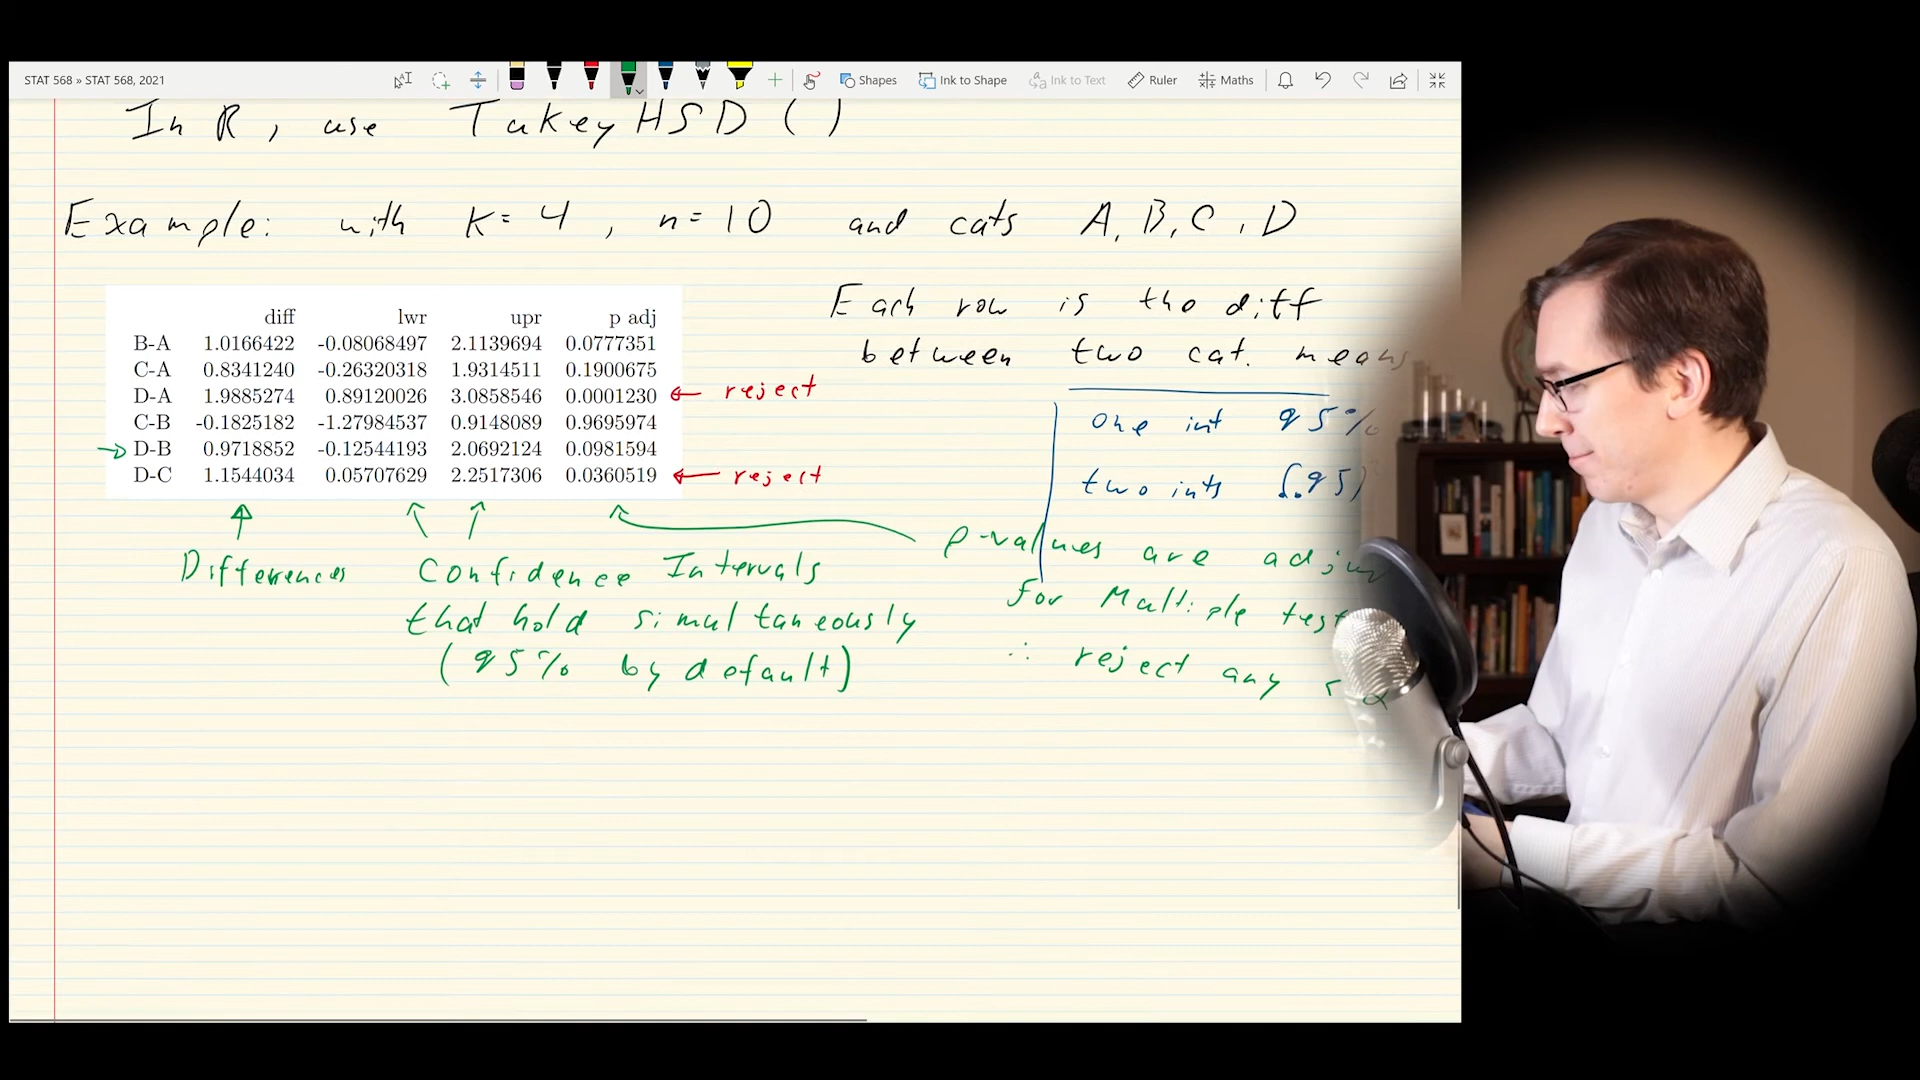 STAT 568 » STAT 568, 2021
Shapes
Ink to Shape
Ink to Text
Ruler
Maths
In R, use TukeyHSD ( )
Example: with k=4, n=10 and cats A, B, C, D
diff lwr upr p adj
B-A 1.0166422 -0.08068497 2.1139694 0.0777351
C-A 0.8341240 -0.26320318 1.9314511 0.1900675
D-A 1.9885274 0.89120026 3.0858546 0.0001230 ← reject
C-B -0.1825182 -1.27984537 0.9148089 0.9695974
→ D-B 0.9718852 -0.12544193 2.0692124 0.0981594
D-C 1.1544034 0.05707629 2.2517306 0.0360519 ← reject
Each row is the diff
between two cat. means
one int 95%
two ints (.95)
Differences
Confidence Intervals
that hold simultaneously
(95% by default)
p-values are
for Multiple
∴ reject any ≤ α